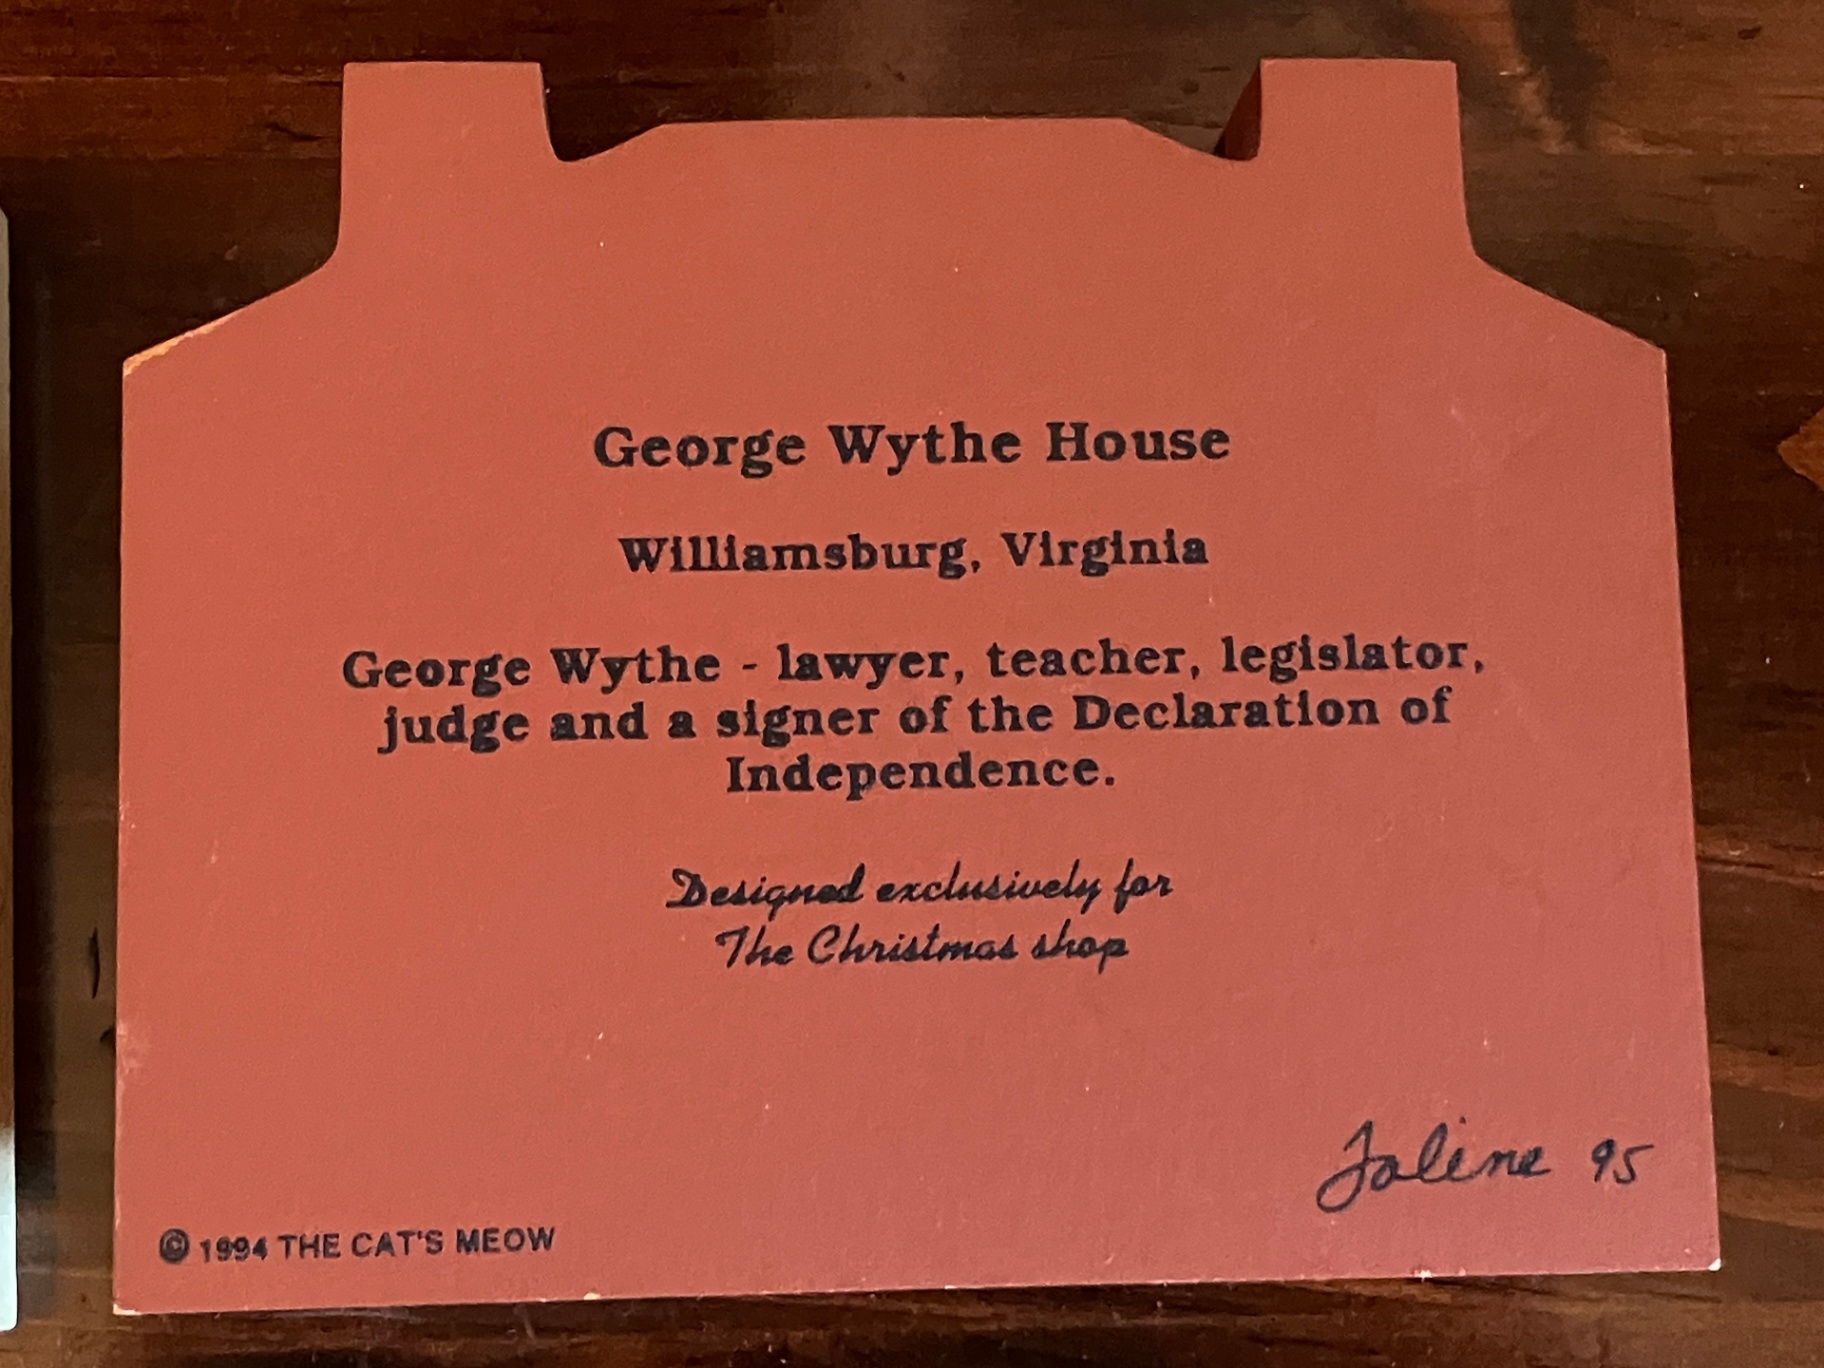 George Wythe House
Williamsburg, Virginia
George Wythe - lawyer, teacher, legislator,
judge and a signer of the Declaration of
Independence.
Designed exclusively for
The Christmas shop
Faline 95
© 1994 THE CAT'S MEOW